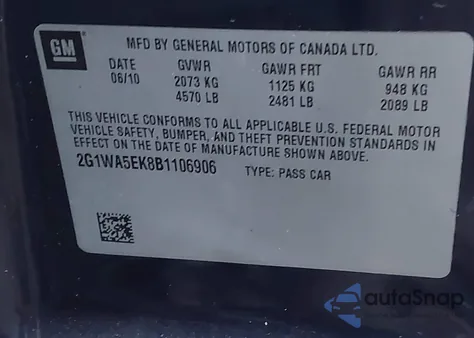 GM
MFD BY GENERAL MOTORS OF CANADA LTD.
DATE GVWR GAWR FRT GAWR RR
06/10 2073 KG 1125 KG 948 KG
4570 LB 2481 LB 2089 LB
THIS VEHICLE CONFORMS TO ALL APPLICABLE U.S. FEDERAL MOTOR
VEHICLE SAFETY, BUMPER, AND THEFT PREVENTION STANDARDS IN
EFFECT ON THE DATE OF MANUFACTURE SHOWN ABOVE.
2G1WA5EK8B1106906 TYPE: PASS CAR
autoSnap